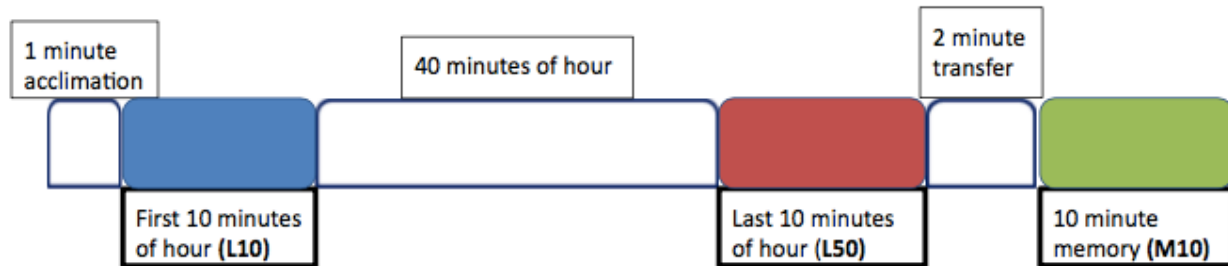 1 minute
acclimation
40 minutes of hour
2 minute
transfer
First 10 minutes
of hour (L10)
Last 10 minutes
of hour (L50)
10 minute
memory (M10)